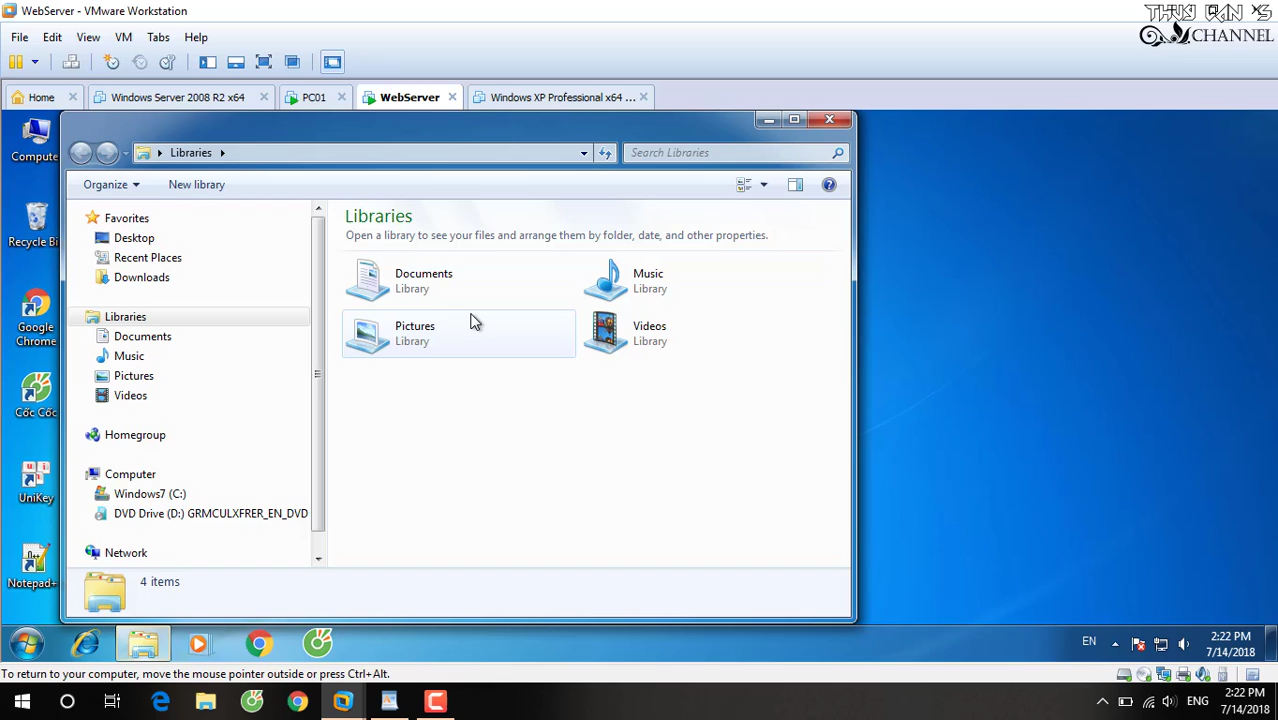 WebServer - VMware Workstation
THUY VAN'S
CHANNEL
File Edit View VM Tabs Help
Home Windows Server 2008 R2 x64 PC01 WebServer Windows XP Professional x64 ...
Libraries Search Libraries
Organize New library
Favorites
Desktop
Recent Places
Downloads
Libraries
Documents
Music
Pictures
Videos
Homegroup
Computer
Windows7 (C:)
DVD Drive (D:) GRMCULXFRER_EN_DVD
Network
Libraries
Open a library to see your files and arrange them by folder, date, and other properties.
Documents
Library
Music
Library
Pictures
Library
Videos
Library
4 items
Compute
Recycle Bi
Google
Chrome
Cốc Cốc
UniKey
Notepad+
EN
2:22 PM
7/14/2018
To return to your computer, move the mouse pointer outside or press Ctrl+Alt.
ENG
2:22 PM
7/14/2018